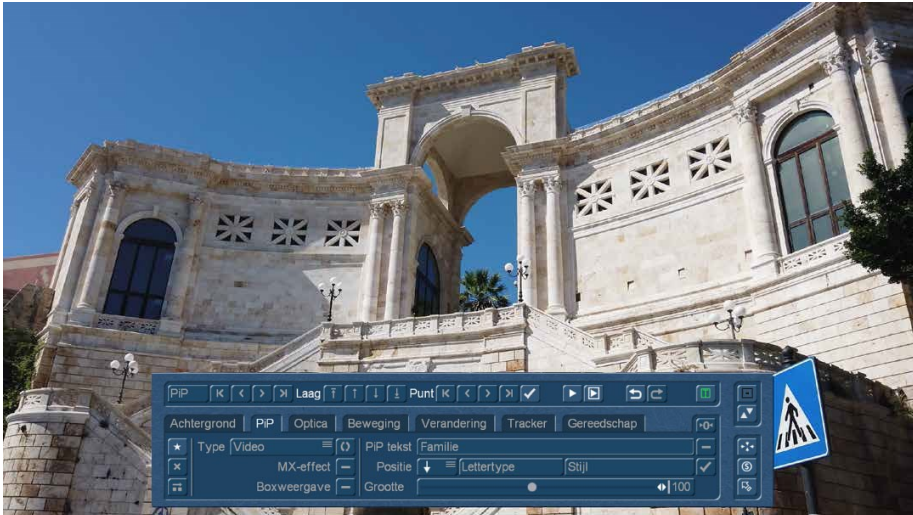 PiP Laag Punt
Achtergrond PiP Optica Beweging Verandering Tracker Gereedschap
Type Video PiP tekst Familie
MX-effect Positie Lettertype Stijl
Boxweergave Grootte 100